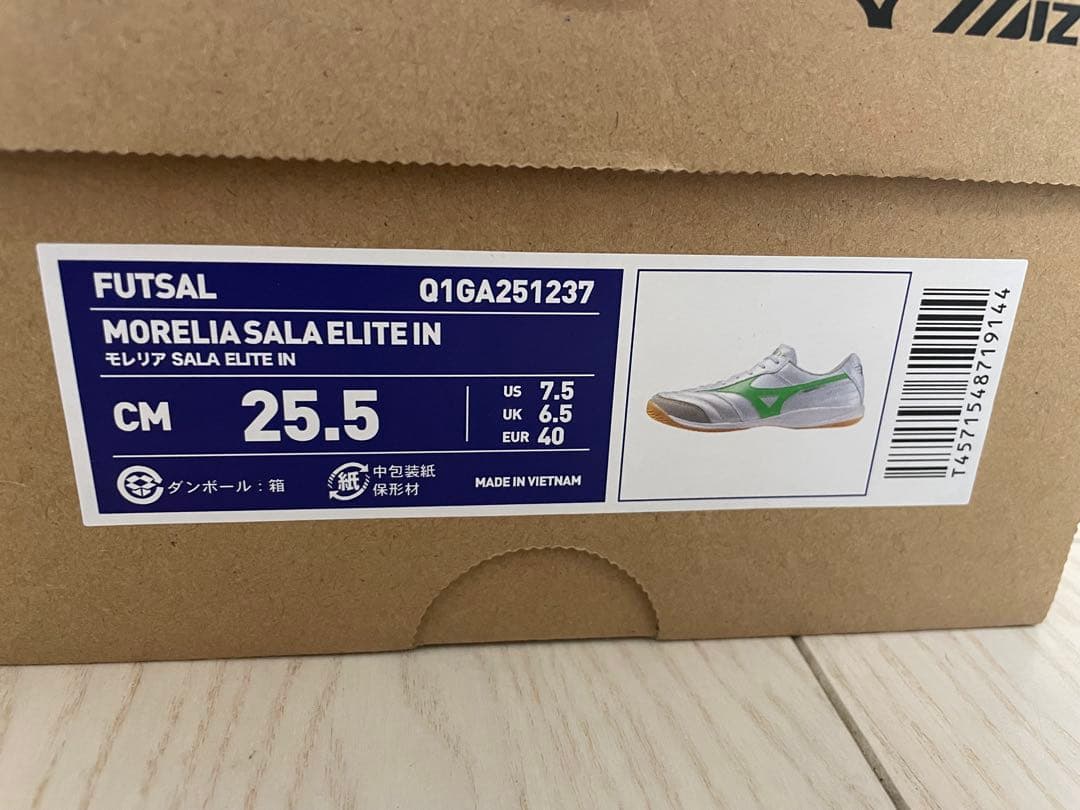 MIZ
FUTSAL Q1GA251237
MORELIA SALA ELITE IN
モレリア SALA ELITE IN
CM 25.5
US 7.5
UK 6.5
EUR 40
ダンボール：箱
紙 中包装紙
保形材
MADE IN VIETNAM
T4571548719144